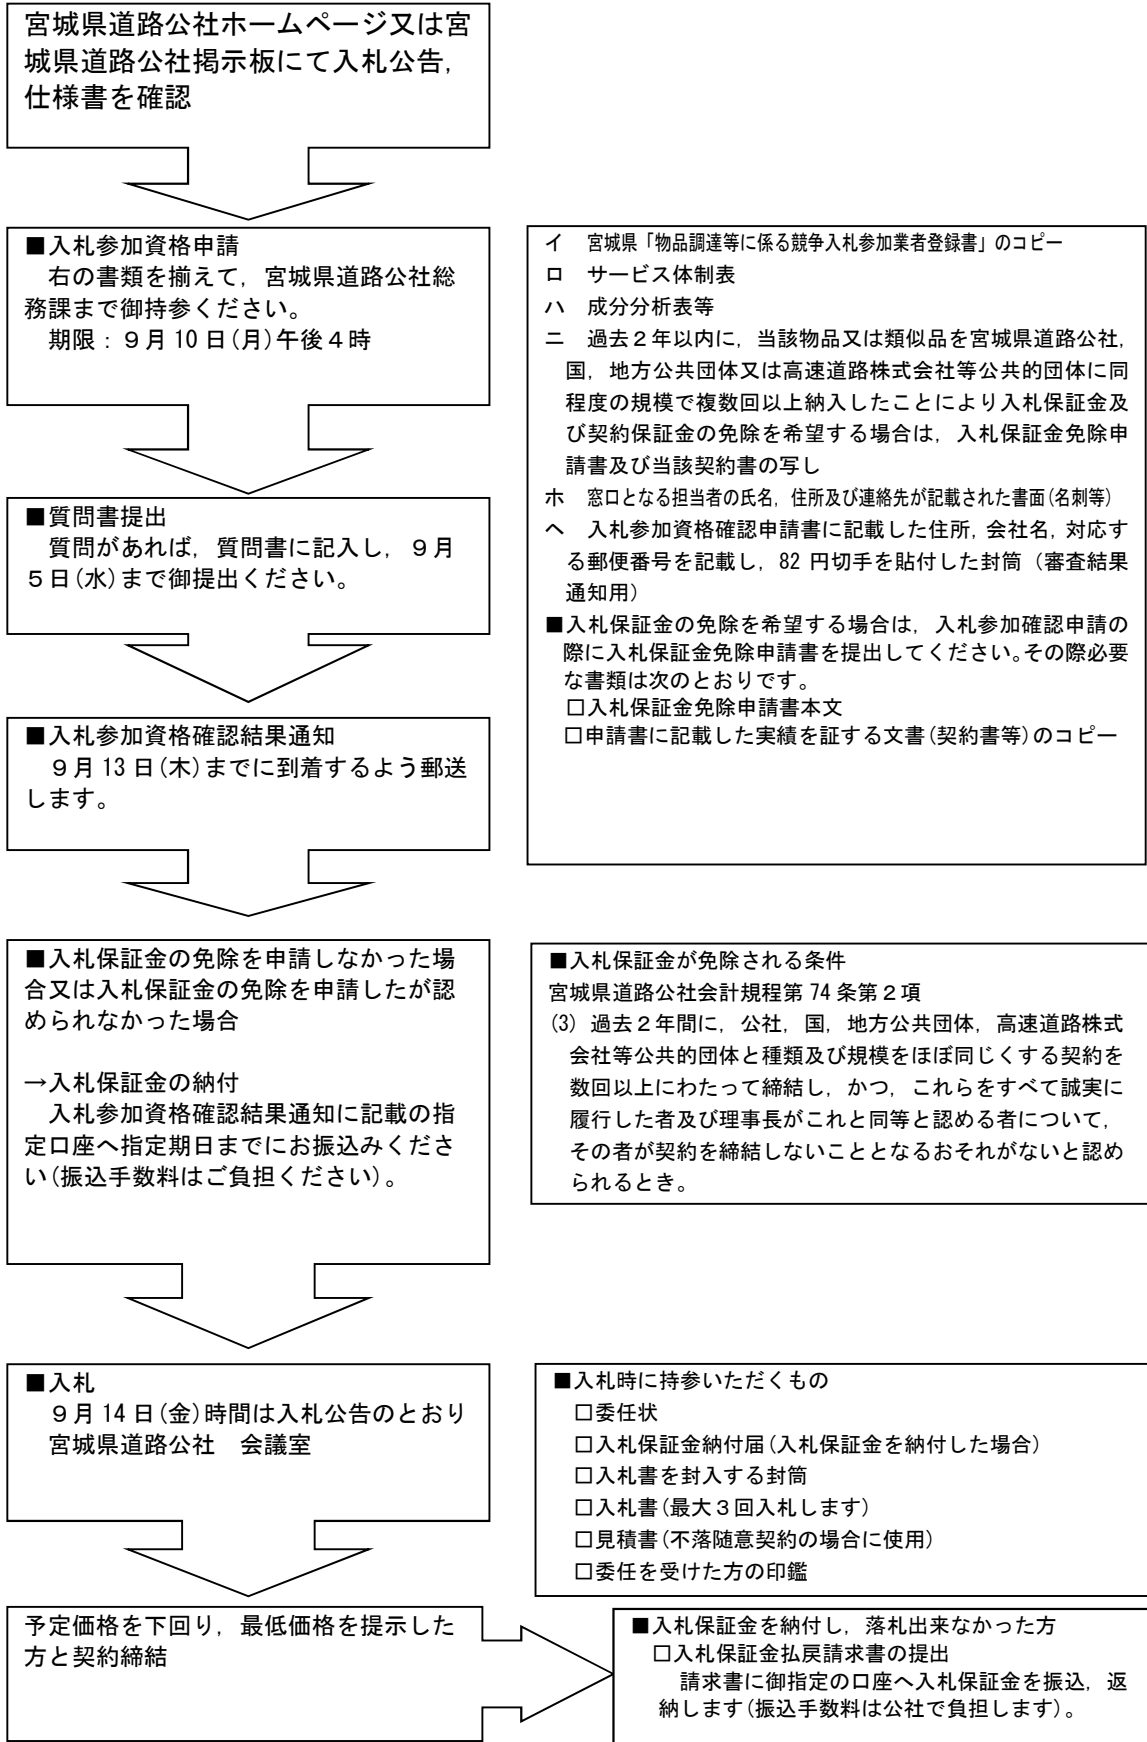 宮城県道路公社ホームページ又は宮
城県道路公社掲示板にて入札公告，
仕様書を確認
■入札参加資格申請
右の書類を揃えて，宮城県道路公社総
務課まで御持参ください。
期限：９月10日(月)午後４時
イ　宮城県「物品調達等に係る競争入札参加業者登録書」のコピー
ロ　サービス体制表
ハ　成分分析表等
ニ　過去２年以内に，当該物品又は類似品を宮城県道路公社，
国，地方公共団体又は高速道路株式会社等公共的団体に同
程度の規模で複数回以上納入したことにより入札保証金及
び契約保証金の免除を希望する場合は，入札保証金免除申
請書及び当該契約書の写し
ホ　窓口となる担当者の氏名，住所及び連絡先が記載された書面(名刺等)
ヘ　入札参加資格確認申請書に記載した住所，会社名，対応す
る郵便番号を記載し，82円切手を貼付した封筒（審査結果
通知用）
■入札保証金の免除を希望する場合は，入札参加確認申請の
際に入札保証金免除申請書を提出してください。その際必要
な書類は次のとおりです。
□入札保証金免除申請書本文
□申請書に記載した実績を証する文書(契約書等)のコピー
■質問書提出
質問があれば，質問書に記入し，９月
５日(水)まで御提出ください。
■入札参加資格確認結果通知
９月13日(木)までに到着するよう郵送
します。
■入札保証金の免除を申請しなかった場
合又は入札保証金の免除を申請したが認
められなかった場合
→入札保証金の納付
入札参加資格確認結果通知に記載の指
定口座へ指定期日までにお振込みくださ
い(振込手数料はご負担ください)。
■入札保証金が免除される条件
宮城県道路公社会計規程第74条第２項
(3) 過去２年間に，公社，国，地方公共団体，高速道路株式
会社等公共的団体と種類及び規模をほぼ同じくする契約を
数回以上にわたって締結し，かつ，これらをすべて誠実に
履行した者及び理事長がこれと同等と認める者について，
その者が契約を締結しないこととなるおそれがないと認め
られるとき。
■入札
９月14日(金)時間は入札公告のとおり
宮城県道路公社　会議室
■入札時に持参いただくもの
□委任状
□入札保証金納付届(入札保証金を納付した場合)
□入札書を封入する封筒
□入札書(最大３回入札します)
□見積書(不落随意契約の場合に使用)
□委任を受けた方の印鑑
予定価格を下回り，最低価格を提示した
方と契約締結
■入札保証金を納付し，落札出来なかった方
□入札保証金払戻請求書の提出
請求書に御指定の口座へ入札保証金を振込，返
納します(振込手数料は公社で負担します)。